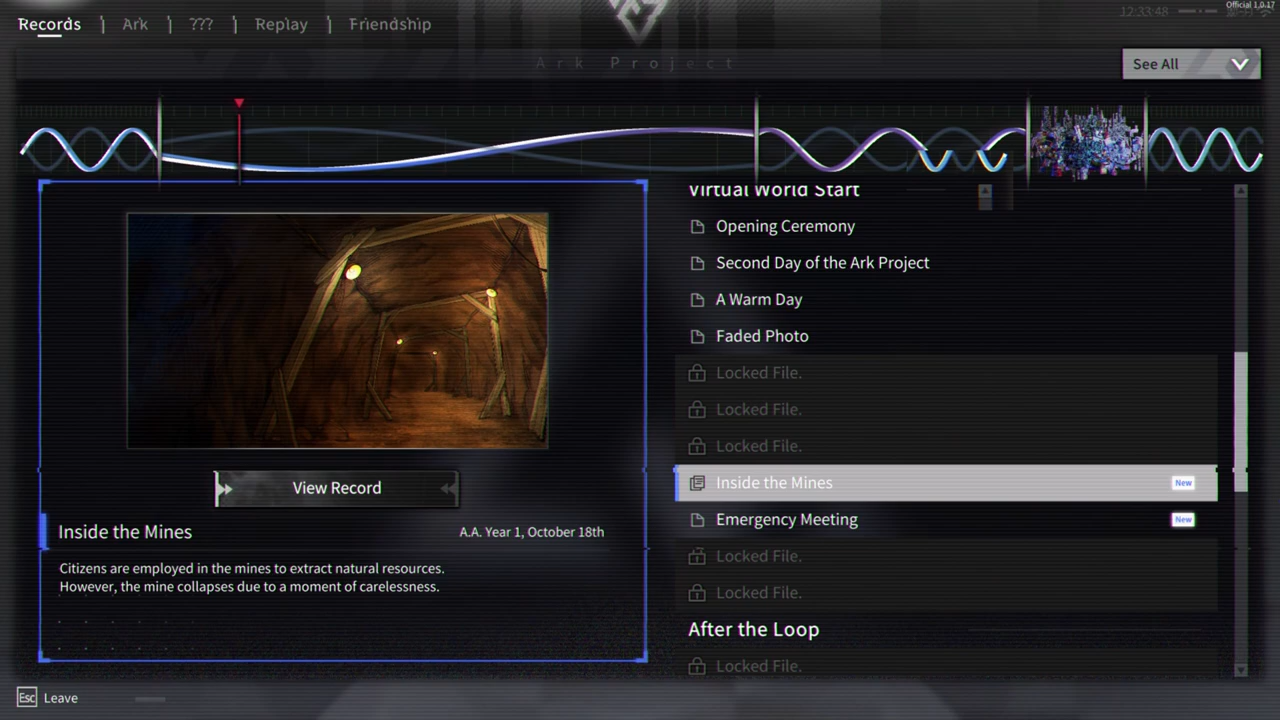 Official 1.0.17
Records | Ark | ??? | Replay | Friendship
12:33:48
Ark Project
See All
Virtual World Start
Opening Ceremony
Second Day of the Ark Project
A Warm Day
Faded Photo
Locked File.
Locked File.
Locked File.
Inside the Mines New
Emergency Meeting New
Locked File.
Locked File.
After the Loop
Locked File.
View Record
Inside the Mines
A.A. Year 1, October 18th
Citizens are employed in the mines to extract natural resources.
However, the mine collapses due to a moment of carelessness.
Esc Leave